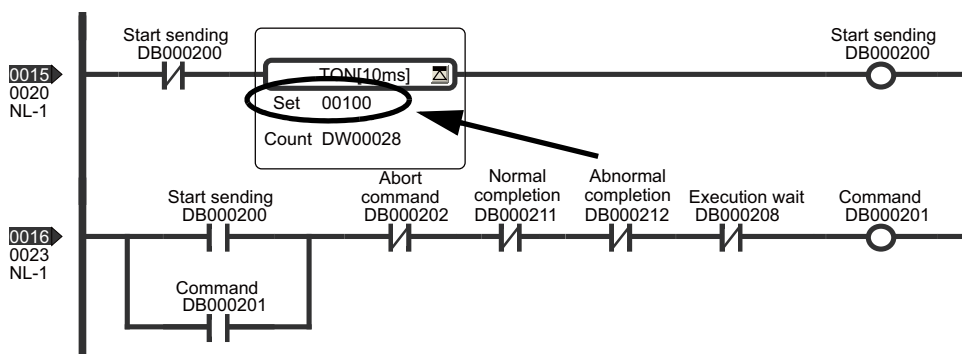 Start sending
DB000200
Start sending
DB000200
0015
0020
NL-1
TON[10ms]
Set 00100
Count DW00028
Start sending
DB000200
Abort
command
DB000202
Normal
completion
DB000211
Abnormal
completion
DB000212
Execution wait
DB000208
Command
DB000201
0016
0023
NL-1
Command
DB000201